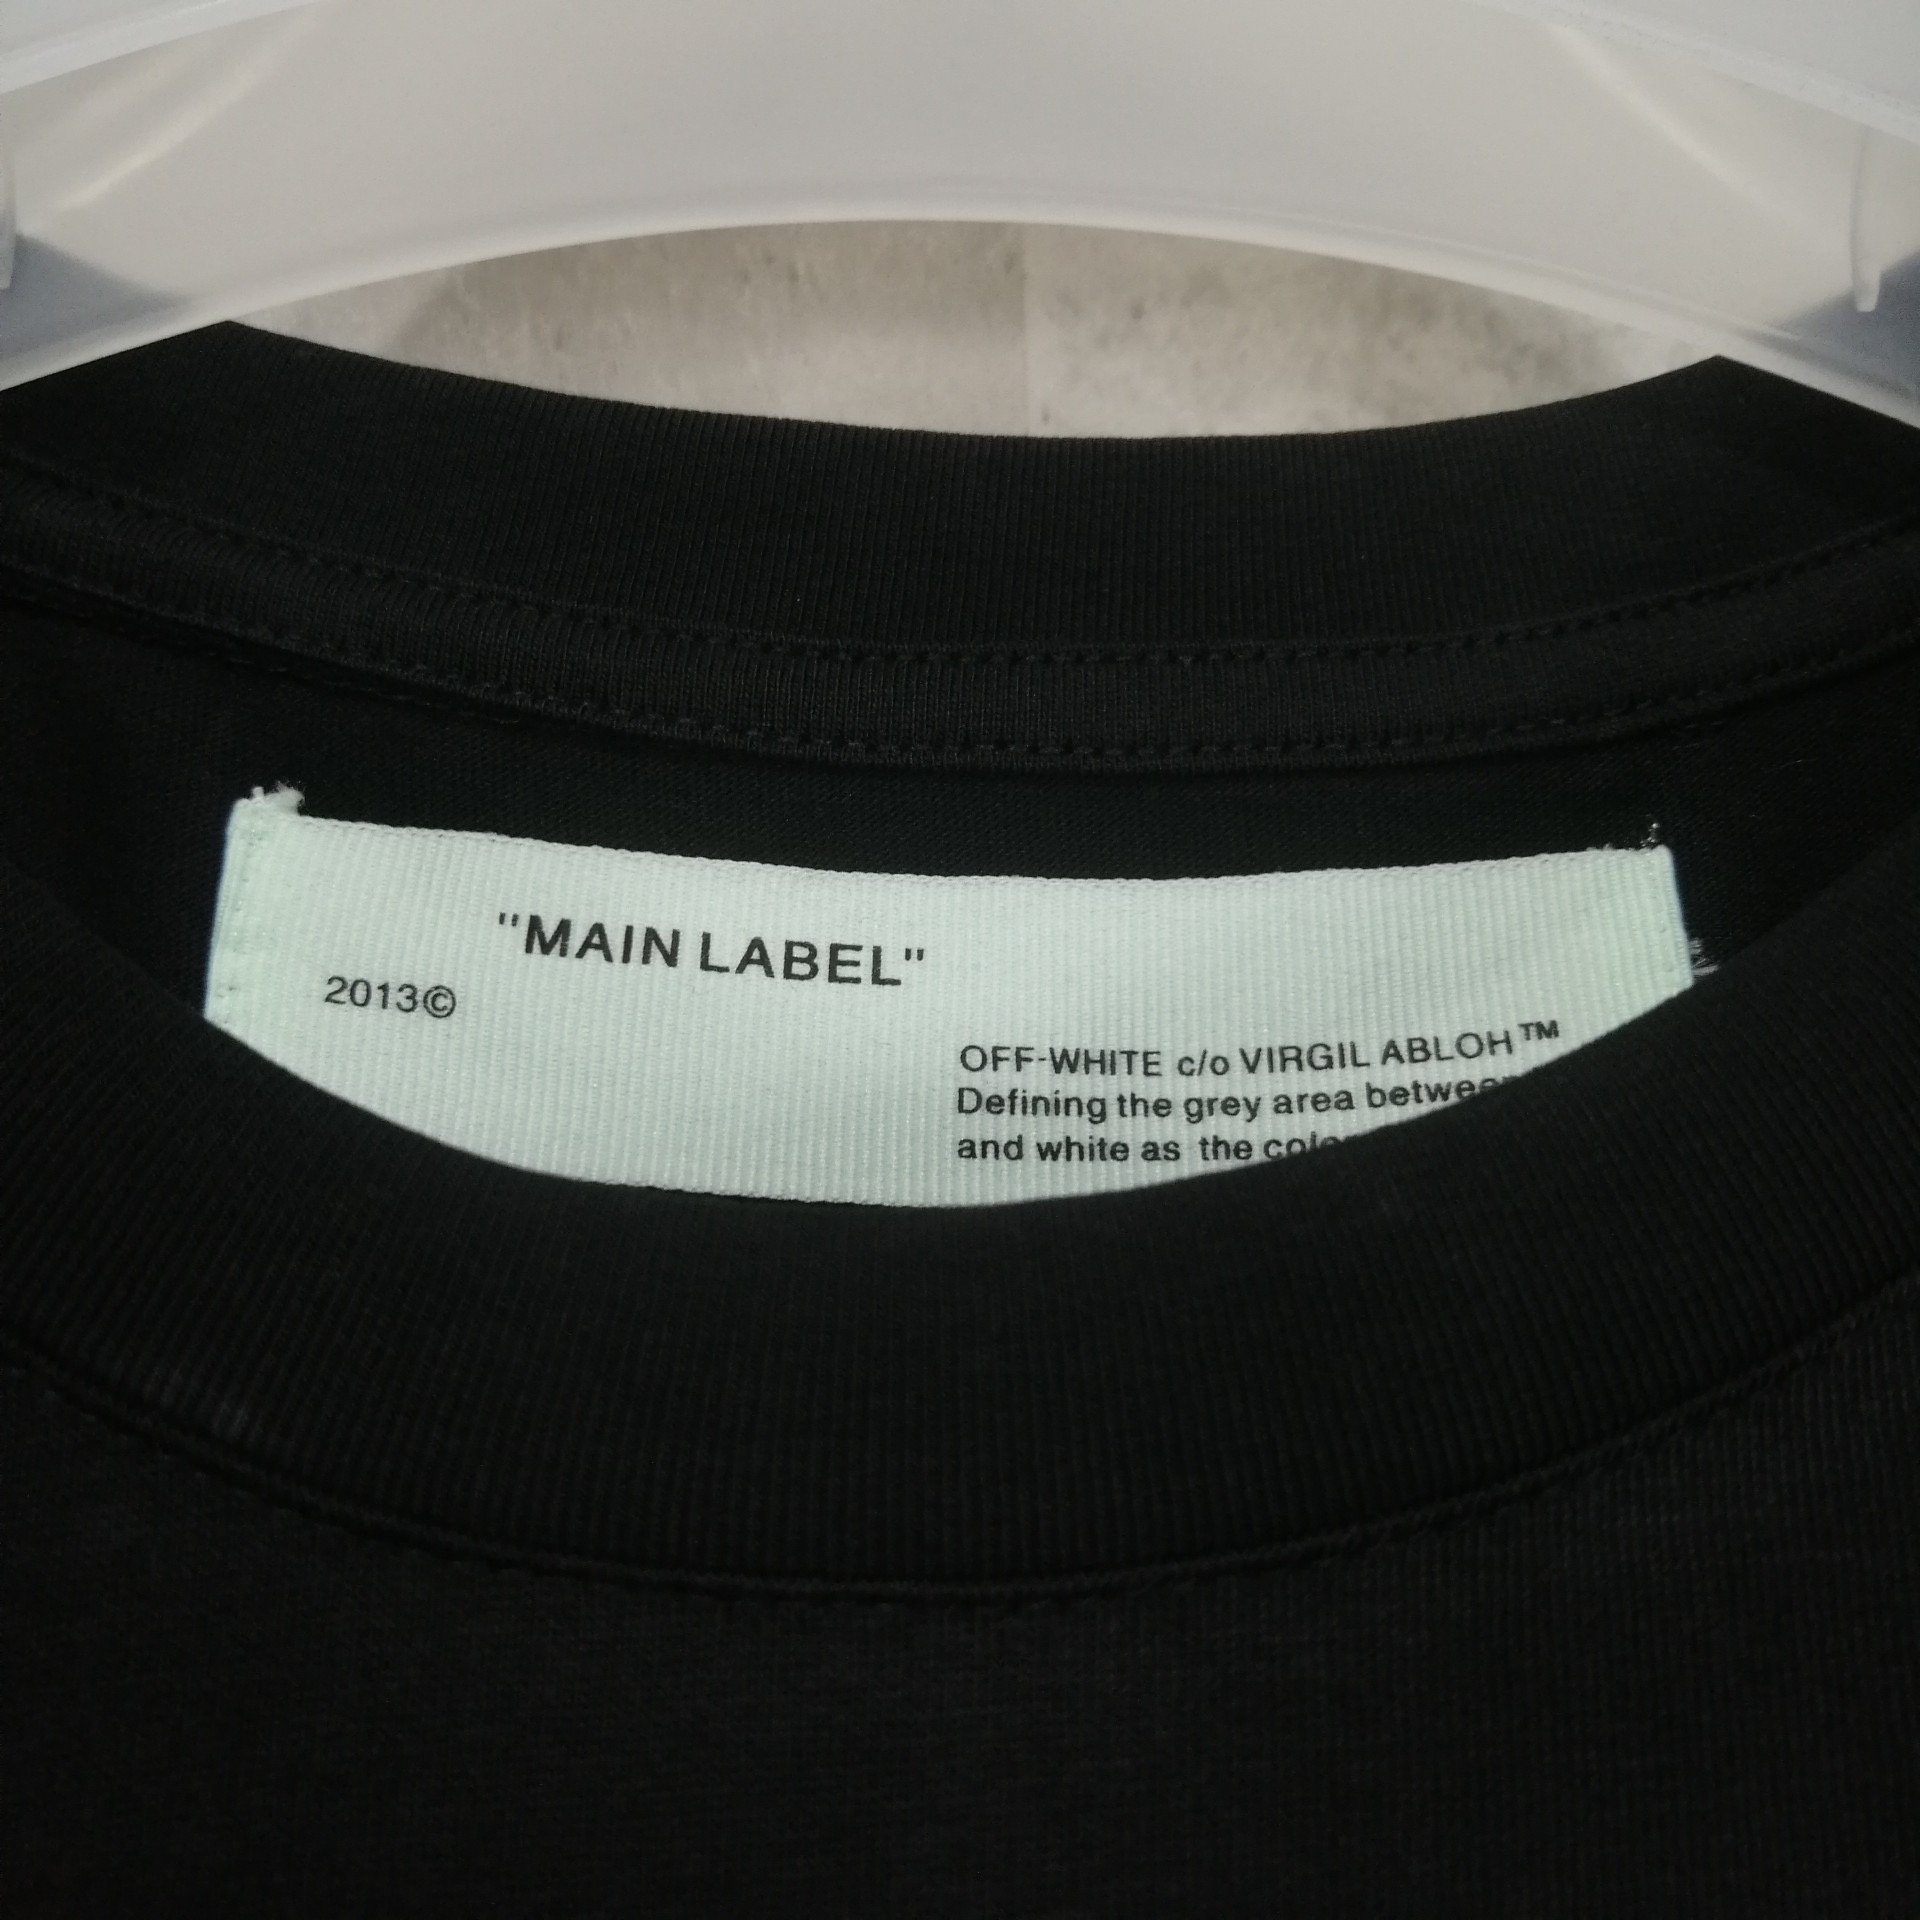 "MAIN LABEL"
2013©
OFF-WHITE c/o VIRGIL ABLOH™
Defining the grey area
and white as the